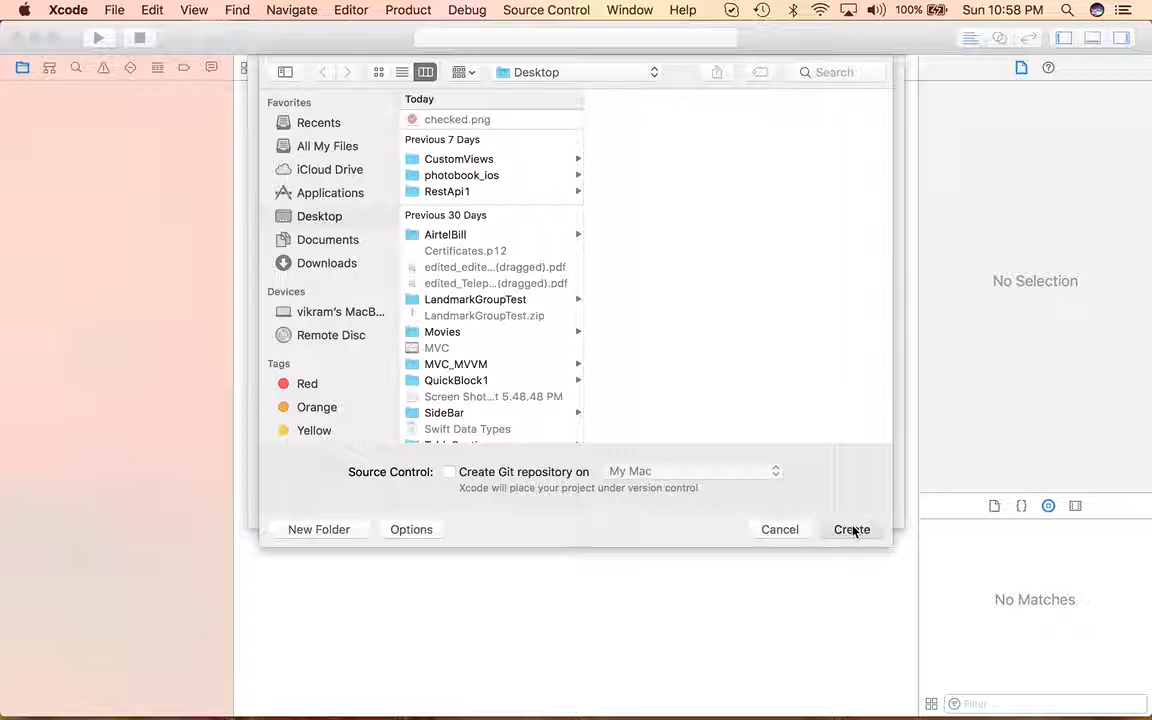 Xcode File Edit View Find Navigate Editor Product Debug Source Control Window Help 100% Sun 10:58 PM
Desktop
Search
Favorites
Recents
All My Files
iCloud Drive
Applications
Desktop
Documents
Downloads
Devices
vikram's MacB...
Remote Disc
Tags
Red
Orange
Yellow
Today
checked.png
Previous 7 Days
CustomViews
photobook_ios
RestApi1
Previous 30 Days
AirtelBill
Certificates.p12
edited_edite...(dragged).pdf
edited_Telep...(dragged).pdf
LandmarkGroupTest
LandmarkGroupTest.zip
Movies
MVC
MVC_MVVM
QuickBlock1
Screen Shot...t 5.48.48 PM
SideBar
Swift Data Types
Source Control: Create Git repository on My Mac
Xcode will place your project under version control
New Folder Options Cancel Create
No Selection
No Matches
Filter